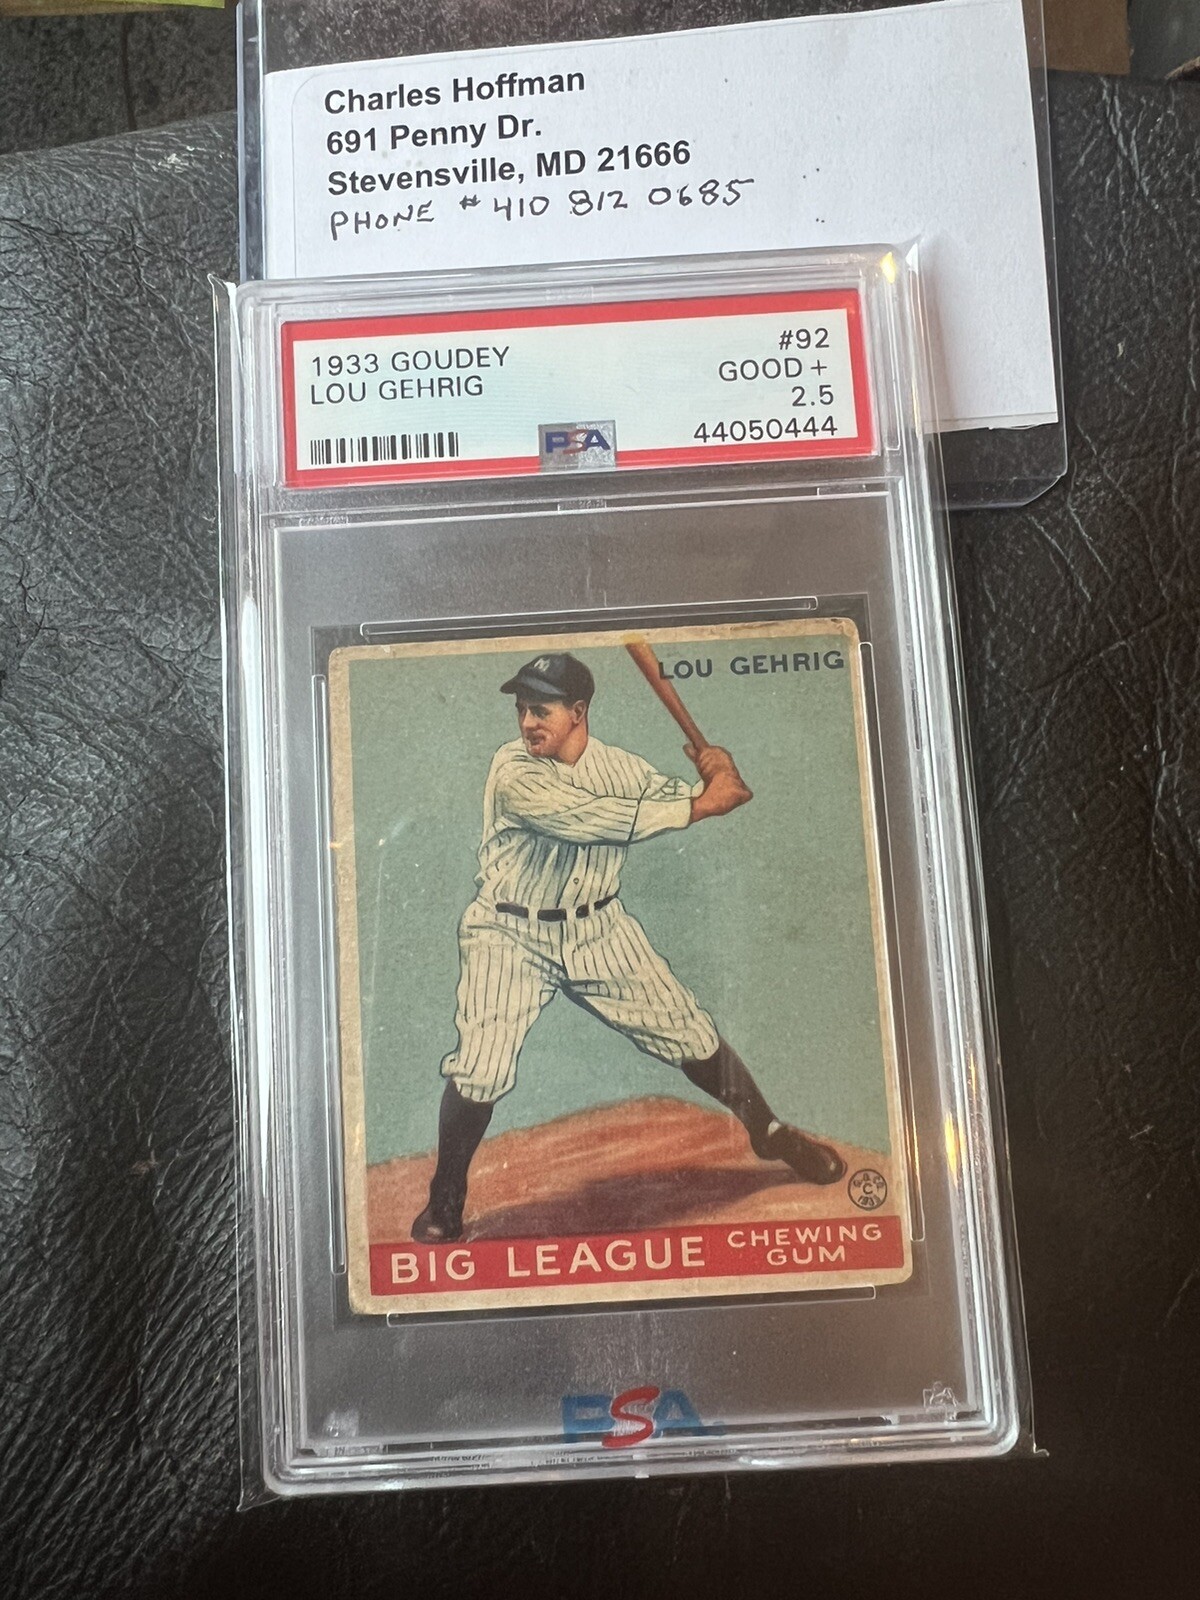 Charles Hoffman
691 Penny Dr.
Stevensville, MD 21666
PHONE # 410 812 0685
1933 GOUDEY #92
LOU GEHRIG GOOD +
2.5
PSA 44050444
LOU GEHRIG
C
1933
BIG LEAGUE CHEWING GUM
PSA